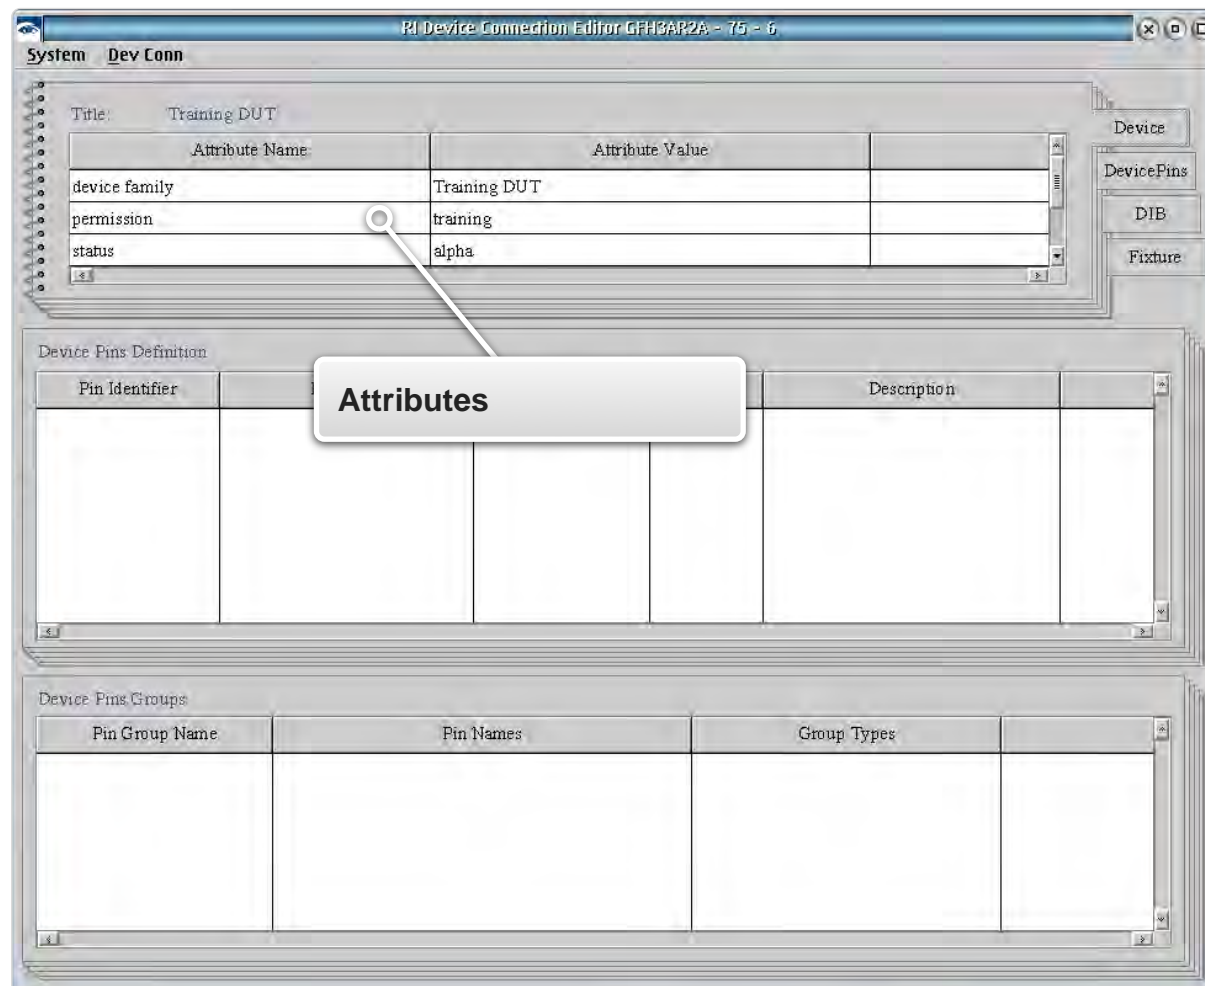 RI Device Connection Editor GFH3AR2A - 75 - 6
System Dev Conn
Title: Training DUT
Attribute Name Attribute Value
device family Training DUT
permission training
status alpha
Device
DevicePins
DIB
Fixture
Device Pins Definition
Pin Identifier Description
Attributes
Device Pins Groups
Pin Group Name Pin Names Group Types